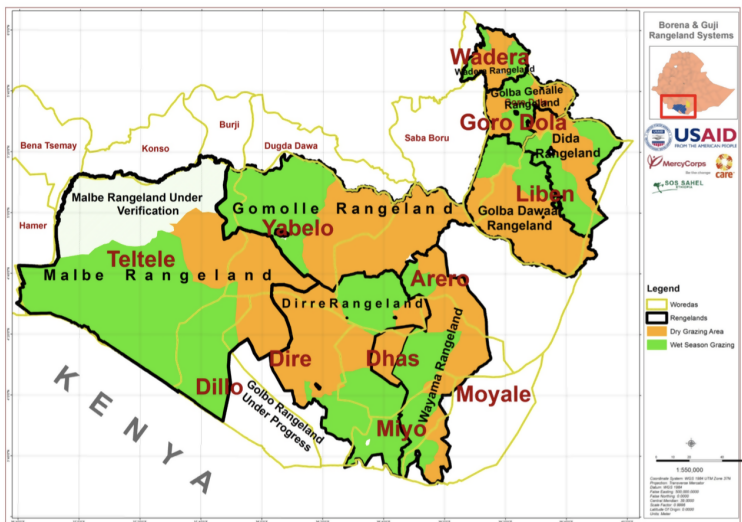 Borena & Guji
Rangeland Systems
USAID
FROM THE AMERICAN PEOPLE
MercyCorps
care
SOS SAHEL
Legend
Woredas
Rengelands
Dry Grazing Area
Wet Season Grazing
1:550,000
Wadera
Wadera Rangeland
Golba Genalle
Rangeland
Goro Dola
Dida
Rangeland
Liben
Golba Dawaa
Rangeland
Bena Tsemay
Konso
Burji
Dugda Dawa
Saba Boru
Hamer
Malbe Rangeland Under
Verification
Gomolle Rangeland
Yabelo
Teltele
Malbe Rangeland
Arero
Dirre Rangeland
Dire
Dhas
Wayama Rangeland
Dillo
Golbo Rangeland
Under Progress
Moyale
Miyo
KENYA